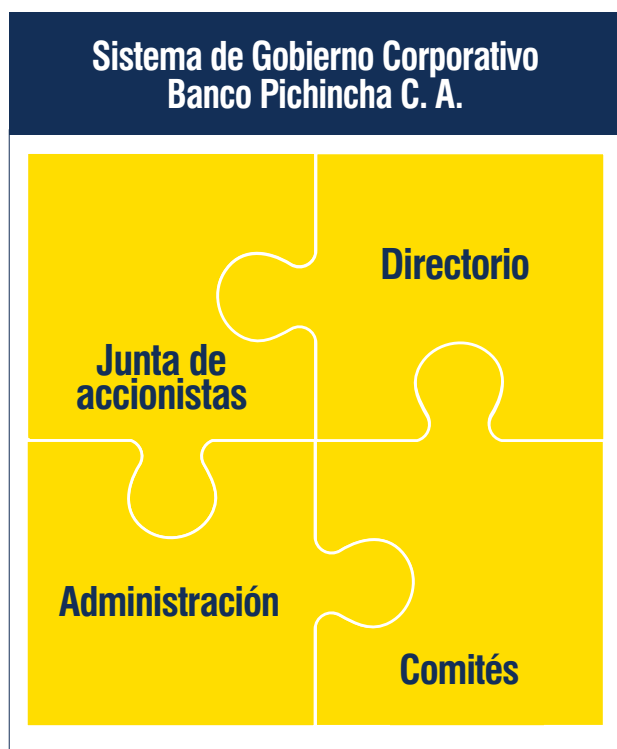 Sistema de Gobierno Corporativo
Banco Pichincha C. A.
Directorio
Junta de
accionistas
Administración
Comités